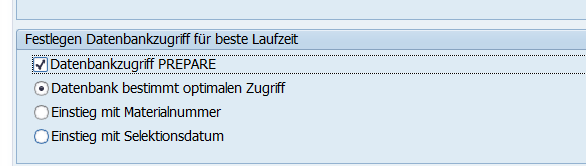 Festlegen Datenbankzugriff für beste Laufzeit
Datenbankzugriff PREPARE
Datenbank bestimmt optimalen Zugriff
Einstieg mit Materialnummer
Einstieg mit Selektionsdatum